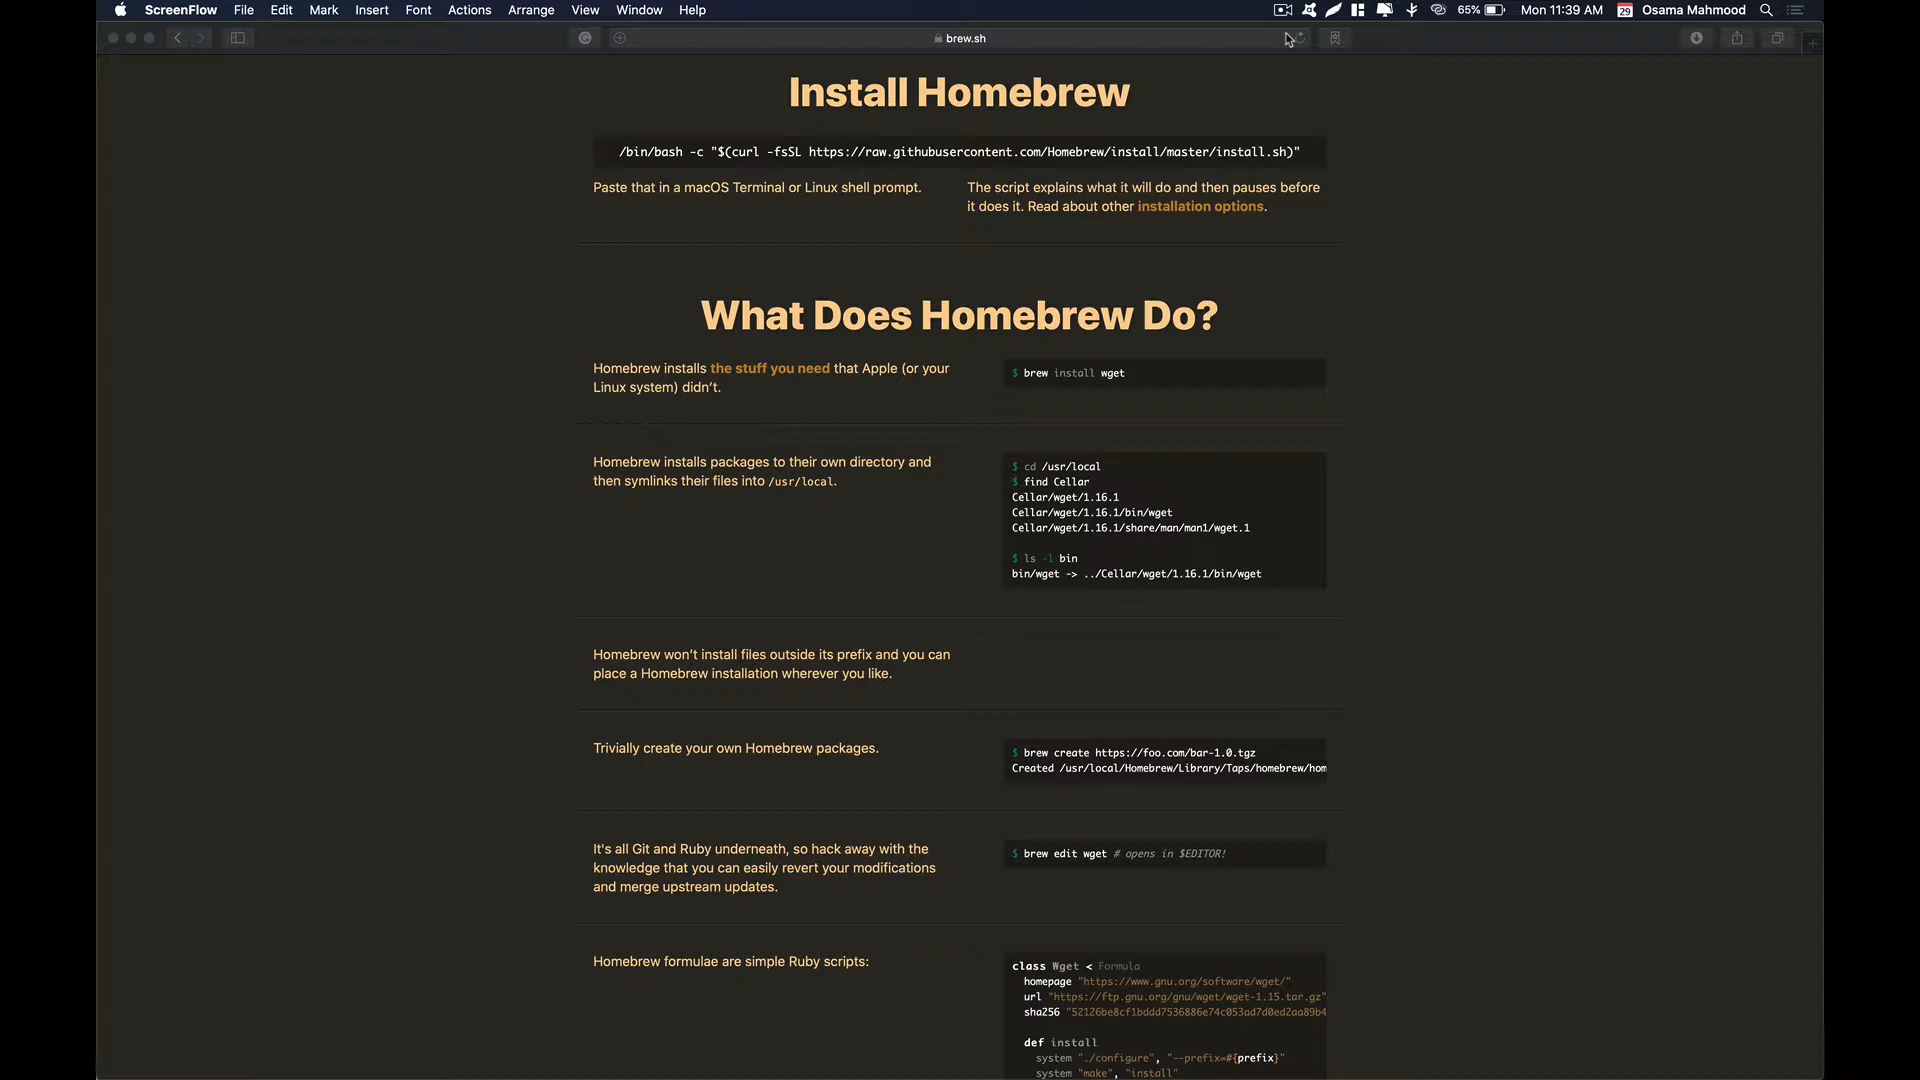 ScreenFlow File Edit Mark Insert Font Actions Arrange View Window Help 65% Mon 11:39 AM 29 Osama Mahmood
brew.sh
Install Homebrew
/bin/bash -c "$(curl -fsSL https://raw.githubusercontent.com/Homebrew/install/master/install.sh)"
Paste that in a macOS Terminal or Linux shell prompt.
The script explains what it will do and then pauses before
it does it. Read about other installation options.
What Does Homebrew Do?
Homebrew installs the stuff you need that Apple (or your
Linux system) didn’t.
$ brew install wget
Homebrew installs packages to their own directory and
then symlinks their files into /usr/local.
$ cd /usr/local
$ find Cellar
Cellar/wget/1.16.1
Cellar/wget/1.16.1/bin/wget
Cellar/wget/1.16.1/share/man/man1/wget.1
$ ls -l bin
bin/wget -> ../Cellar/wget/1.16.1/bin/wget
Homebrew won’t install files outside its prefix and you can
place a Homebrew installation wherever you like.
Trivially create your own Homebrew packages.
$ brew create https://foo.com/bar-1.0.tgz
Created /usr/local/Homebrew/Library/Taps/homebrew/hom
It's all Git and Ruby underneath, so hack away with the
knowledge that you can easily revert your modifications
and merge upstream updates.
$ brew edit wget # opens in $EDITOR!
Homebrew formulae are simple Ruby scripts:
class Wget < Formula
homepage "https://www.gnu.org/software/wget/"
url "https://ftp.gnu.org/gnu/wget/wget-1.15.tar.gz"
sha256 "52126be8cf1bddd7536886e74c053ad7d0ed2aa89b4
def install
system "./configure", "--prefix=#{prefix}"
system "make", "install"